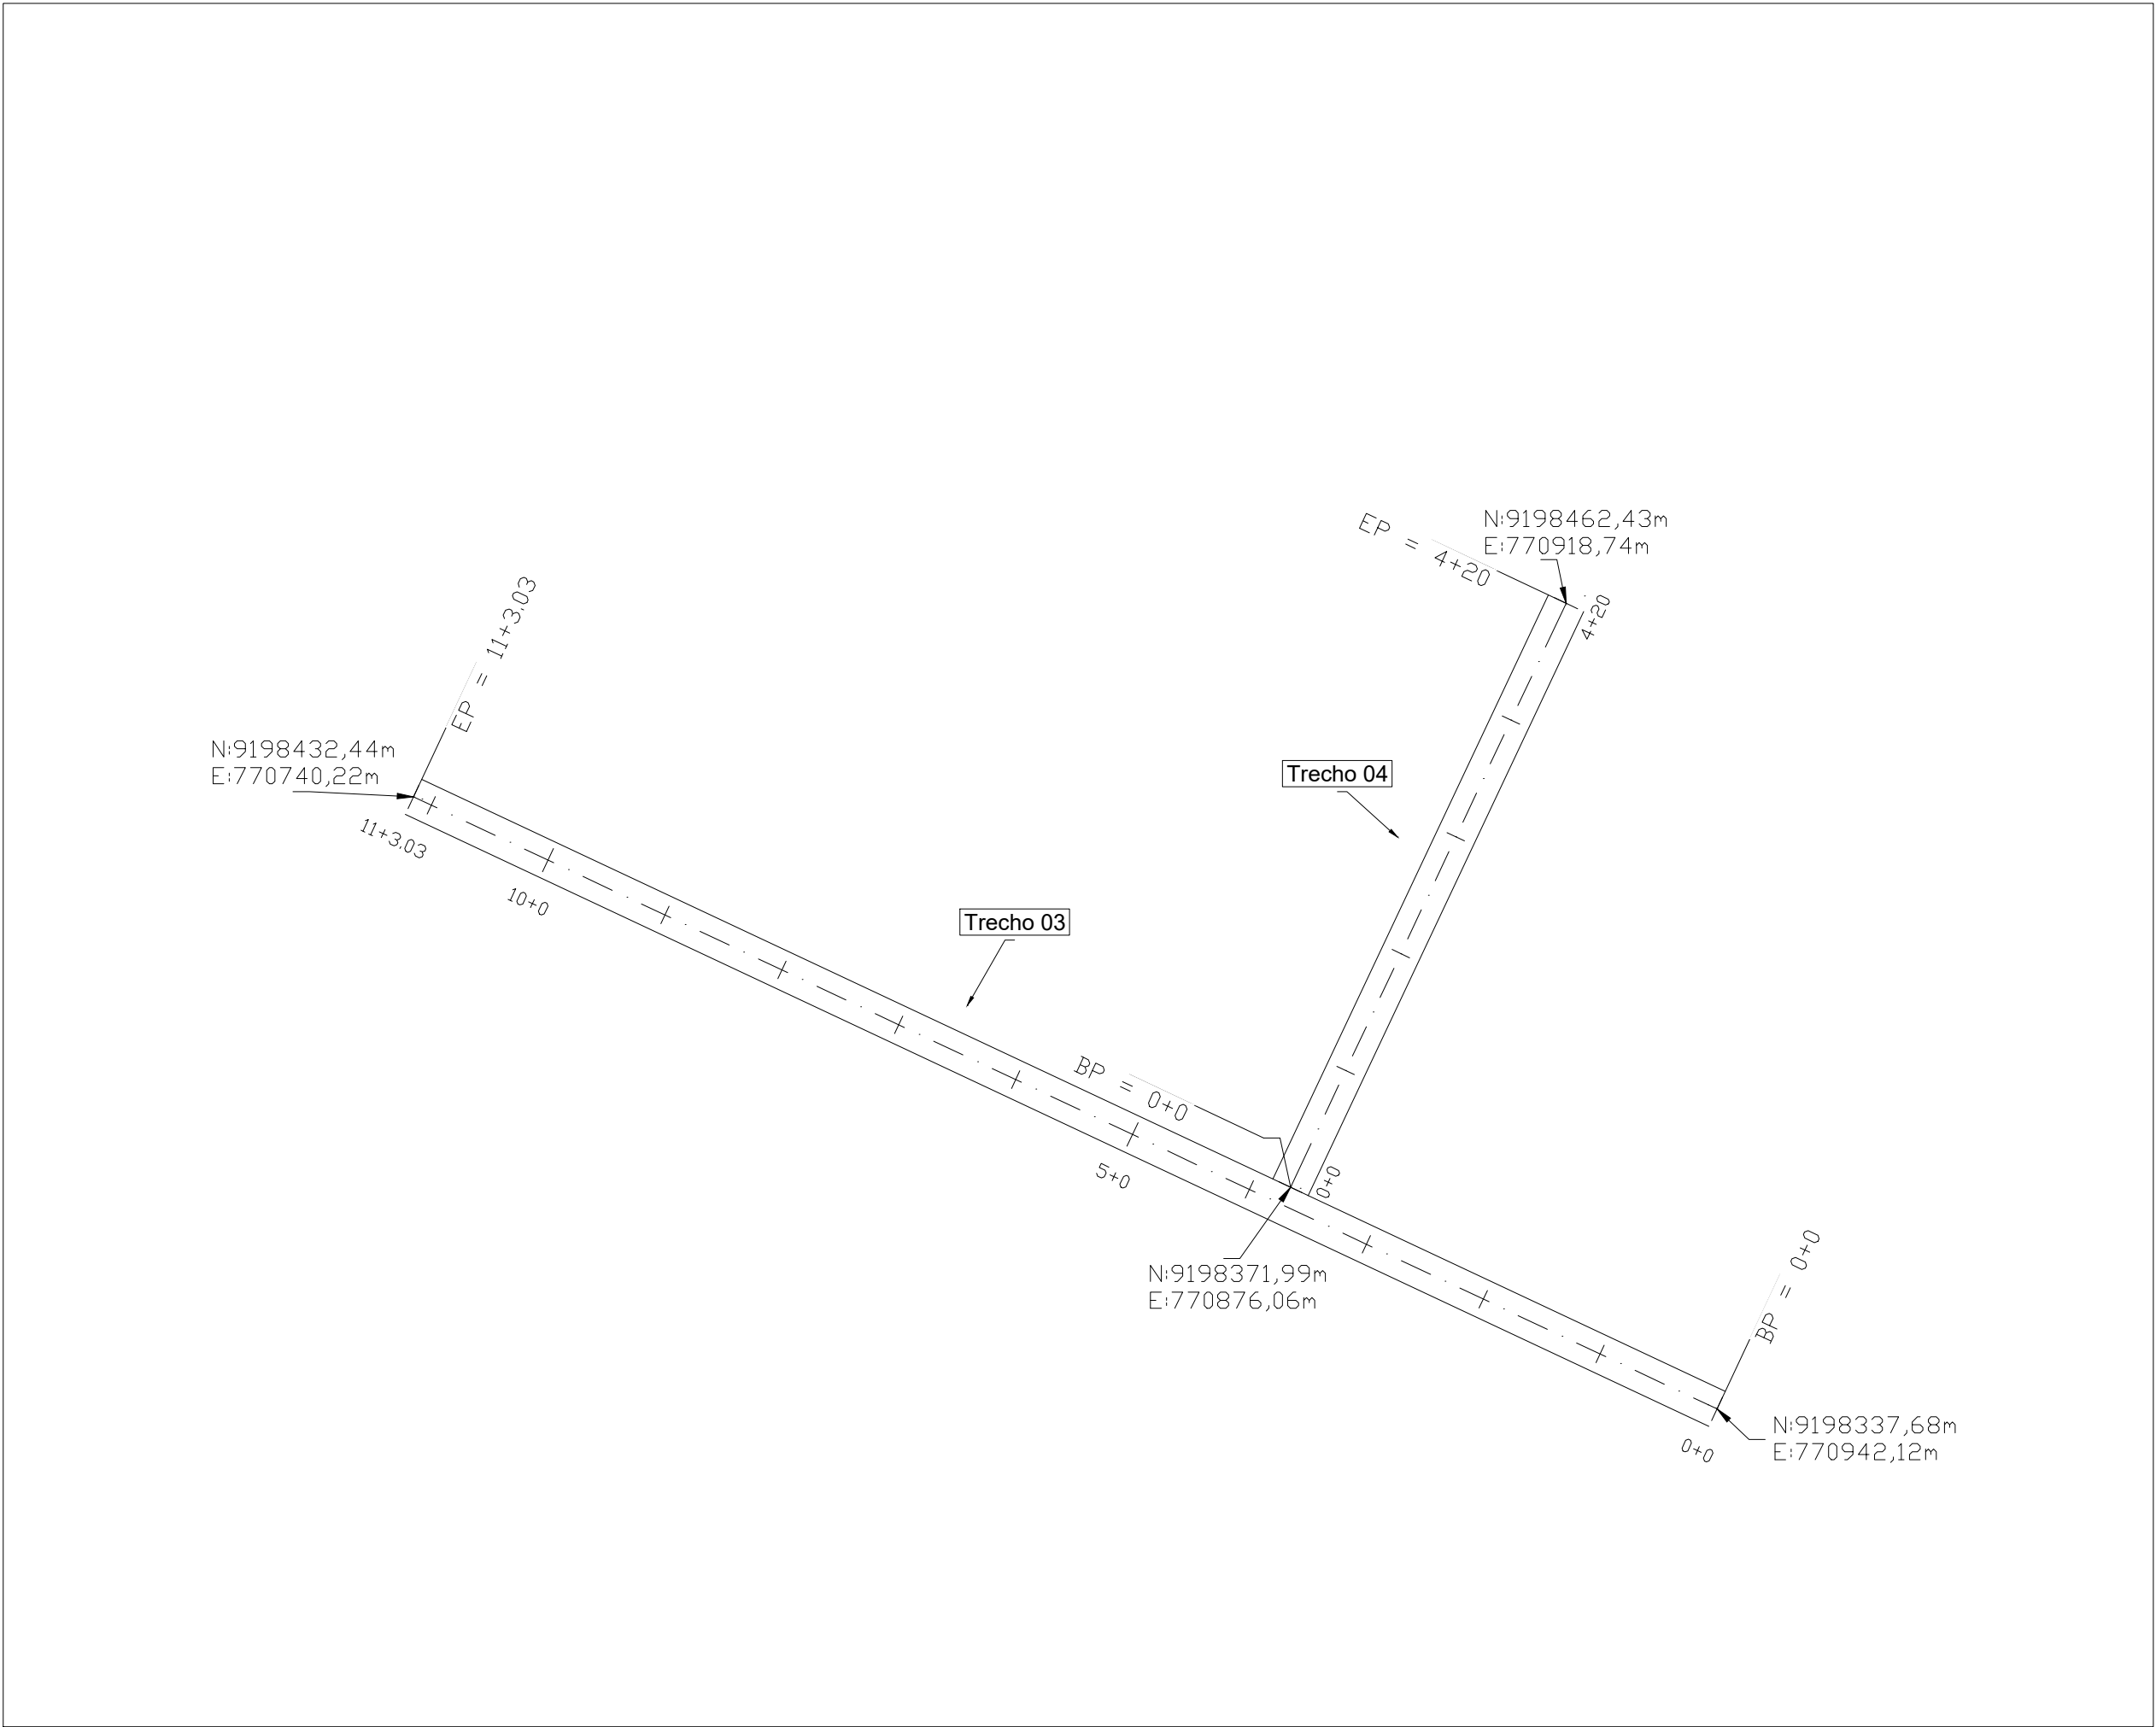 N:9198462,43m
E:770918,74m
EP = 4+20
4+20
EP = 11+3.03
N:9198432,44m
E:770740,22m
Trecho 04
11+3.03
10+0
Trecho 03
BP = 0+0
5+0
0+0
N:9198371,99m
E:770876,06m
BP = 0+0
N:9198337,68m
E:770942,12m
0+0